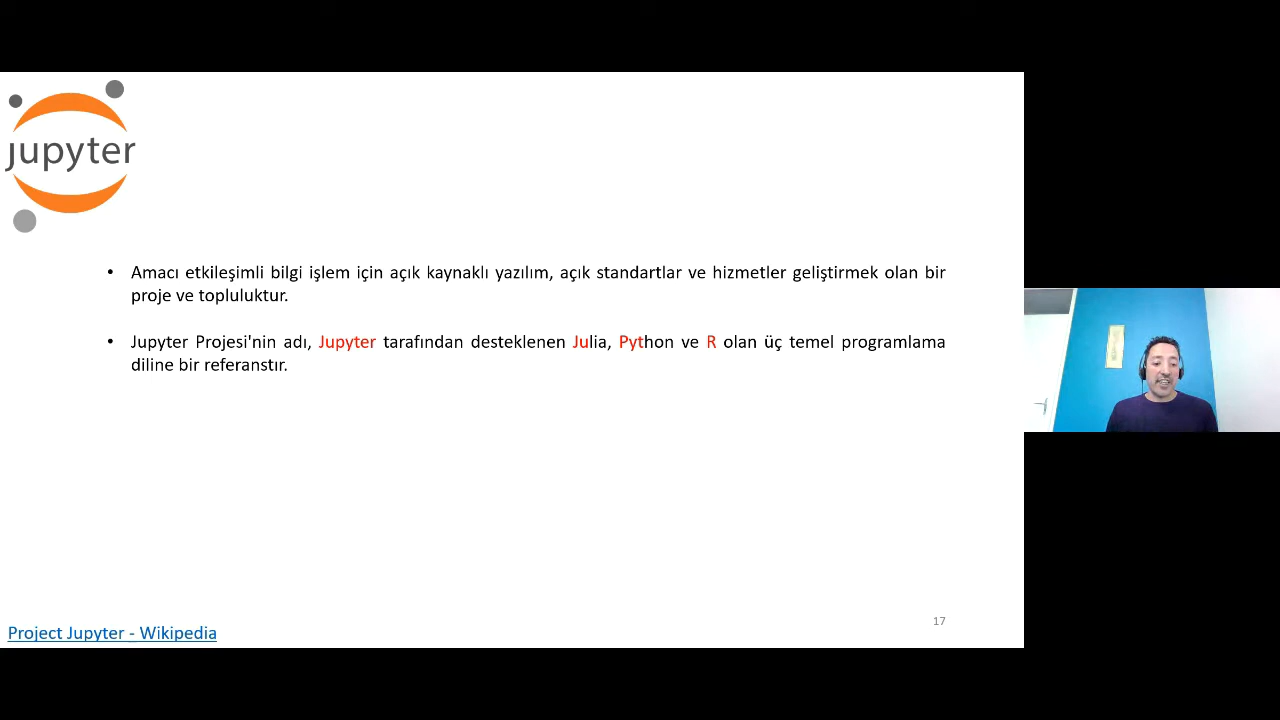 jupyter
• Amacı etkileşimli bilgi işlem için açık kaynaklı yazılım, açık standartlar ve hizmetler geliştirmek olan bir
proje ve topluluktur.
• Jupyter Projesi'nin adı, Jupyter tarafından desteklenen Julia, Python ve R olan üç temel programlama
diline bir referanstır.
17
Project Jupyter - Wikipedia